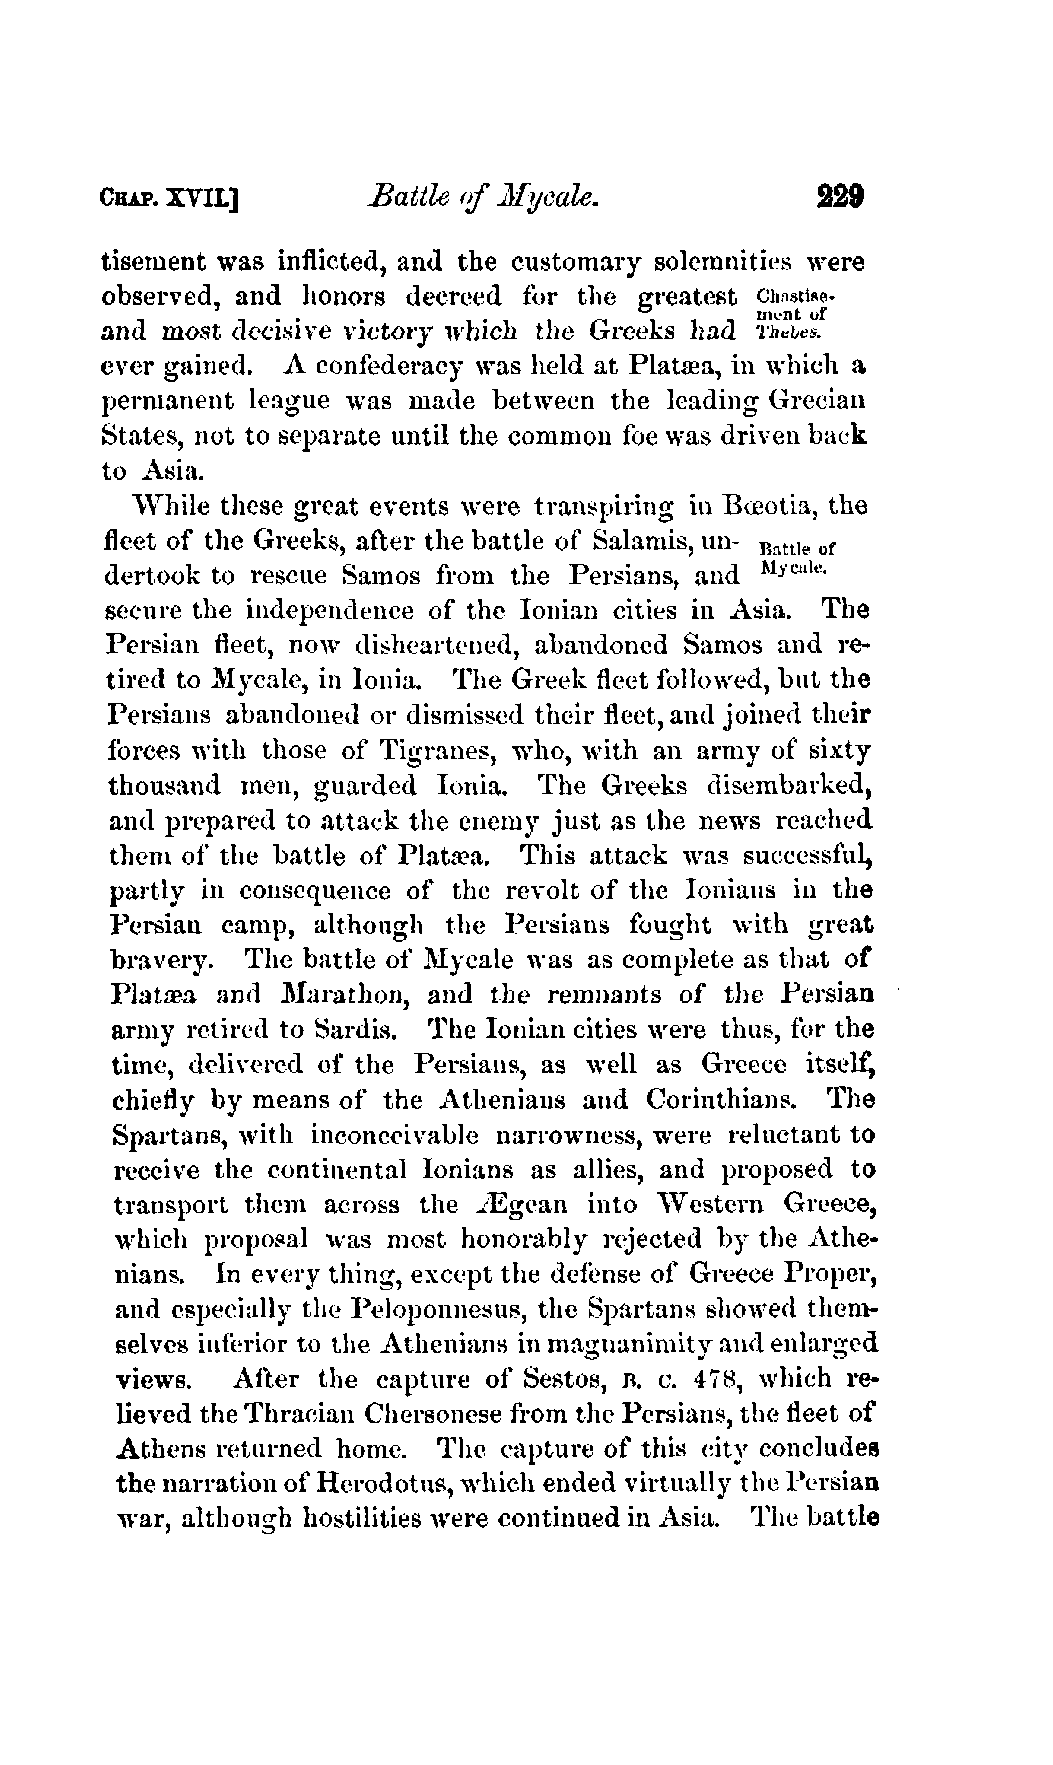 CHAP. XVII.] Battle of Mycale. 229
tisement was inflicted, and the customary solemnities were
observed, and honors decreed for the greatest Chastise-
ment of
and most decisive victory which the Greeks had Thebes.
ever gained. A confederacy was held at Platæa, in which a
permanent league was made between the leading Grecian
States, not to separate until the common foe was driven back
to Asia.
While these great events were transpiring in Bœotia, the
fleet of the Greeks, after the battle of Salamis, un- Battle of
dertook to rescue Samos from the Persians, and Mycale.
secure the independence of the Ionian cities in Asia. The
Persian fleet, now disheartened, abandoned Samos and re-
tired to Mycale, in Ionia. The Greek fleet followed, but the
Persians abandoned or dismissed their fleet, and joined their
forces with those of Tigranes, who, with an army of sixty
thousand men, guarded Ionia. The Greeks disembarked,
and prepared to attack the enemy just as the news reached
them of the battle of Platæa. This attack was successful,
partly in consequence of the revolt of the Ionians in the
Persian camp, although the Persians fought with great
bravery. The battle of Mycale was as complete as that of
Platæa and Marathon, and the remnants of the Persian
army retired to Sardis. The Ionian cities were thus, for the
time, delivered of the Persians, as well as Greece itself,
chiefly by means of the Athenians and Corinthians. The
Spartans, with inconceivable narrowness, were reluctant to
receive the continental Ionians as allies, and proposed to
transport them across the Ægean into Western Greece,
which proposal was most honorably rejected by the Athe-
nians. In every thing, except the defense of Greece Proper,
and especially the Peloponnesus, the Spartans showed them-
selves inferior to the Athenians in magnanimity and enlarged
views. After the capture of Sestos, B. C. 478, which re-
lieved the Thracian Chersonese from the Persians, the fleet of
Athens returned home. The capture of this city concludes
the narration of Herodotus, which ended virtually the Persian
war, although hostilities were continued in Asia. The battle